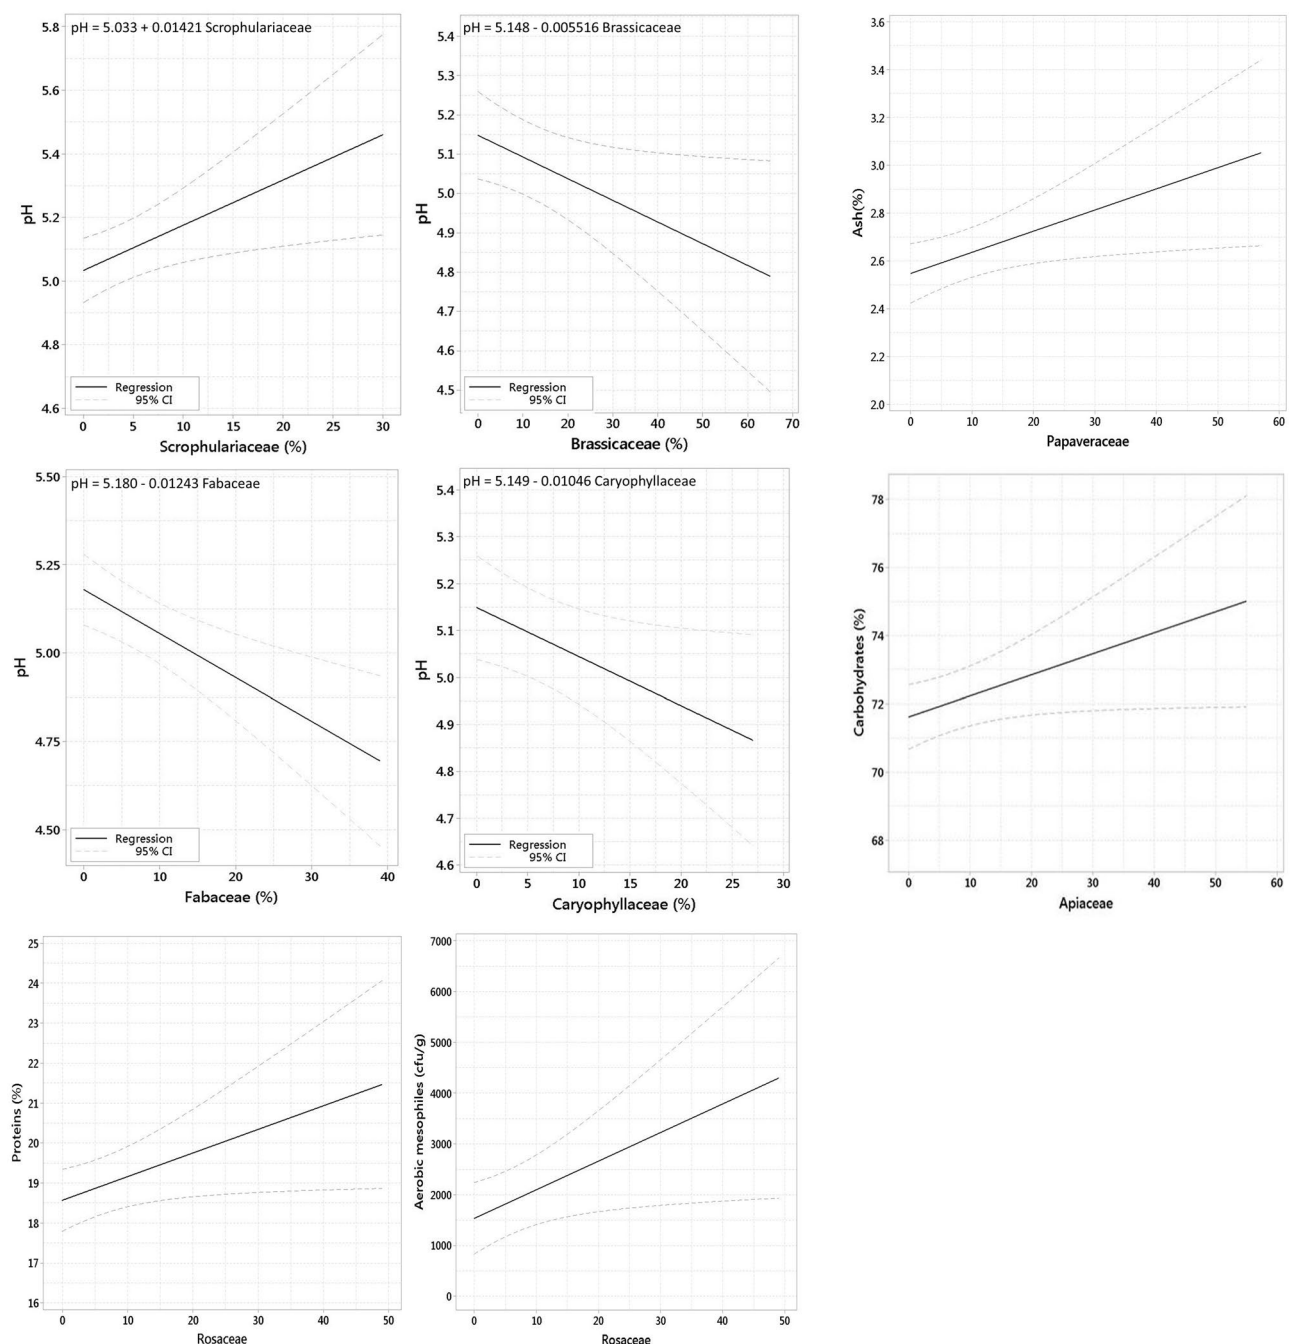 pH = 5.033 + 0.01421 Scrophulariaceae
5.8
5.6
5.4
5.2
5.0
4.8
4.6
pH
Regression
95% CI
0 5 10 15 20 25 30
Scrophulariaceae (%)
pH = 5.148 - 0.005516 Brassicaceae
5.4
5.3
5.2
5.1
5.0
4.9
4.8
4.7
4.6
4.5
pH
Regression
95% CI
0 10 20 30 40 50 60 70
Brassicaceae (%)
3.6
3.4
3.2
3.0
2.8
2.6
2.4
2.2
2.0
Ash(%)
0 10 20 30 40 50 60
Papaveraceae
pH = 5.180 - 0.01243 Fabaceae
5.50
5.25
5.00
4.75
4.50
pH
Regression
95% CI
0 10 20 30 40
Fabaceae (%)
pH = 5.149 - 0.01046 Caryophyllaceae
5.4
5.3
5.2
5.1
5.0
4.9
4.8
4.7
4.6
pH
Regression
95% CI
0 5 10 15 20 25 30
Caryophyllaceae (%)
78
76
74
72
70
68
Carbohydrates (%)
0 10 20 30 40 50 60
Apiaceae
25
24
23
22
21
20
19
18
17
16
Proteins (%)
0 10 20 30 40 50
Rosaceae
7000
6000
5000
4000
3000
2000
1000
0
Aerobic mesophiles (cfu/g)
0 10 20 30 40 50
Rosaceae